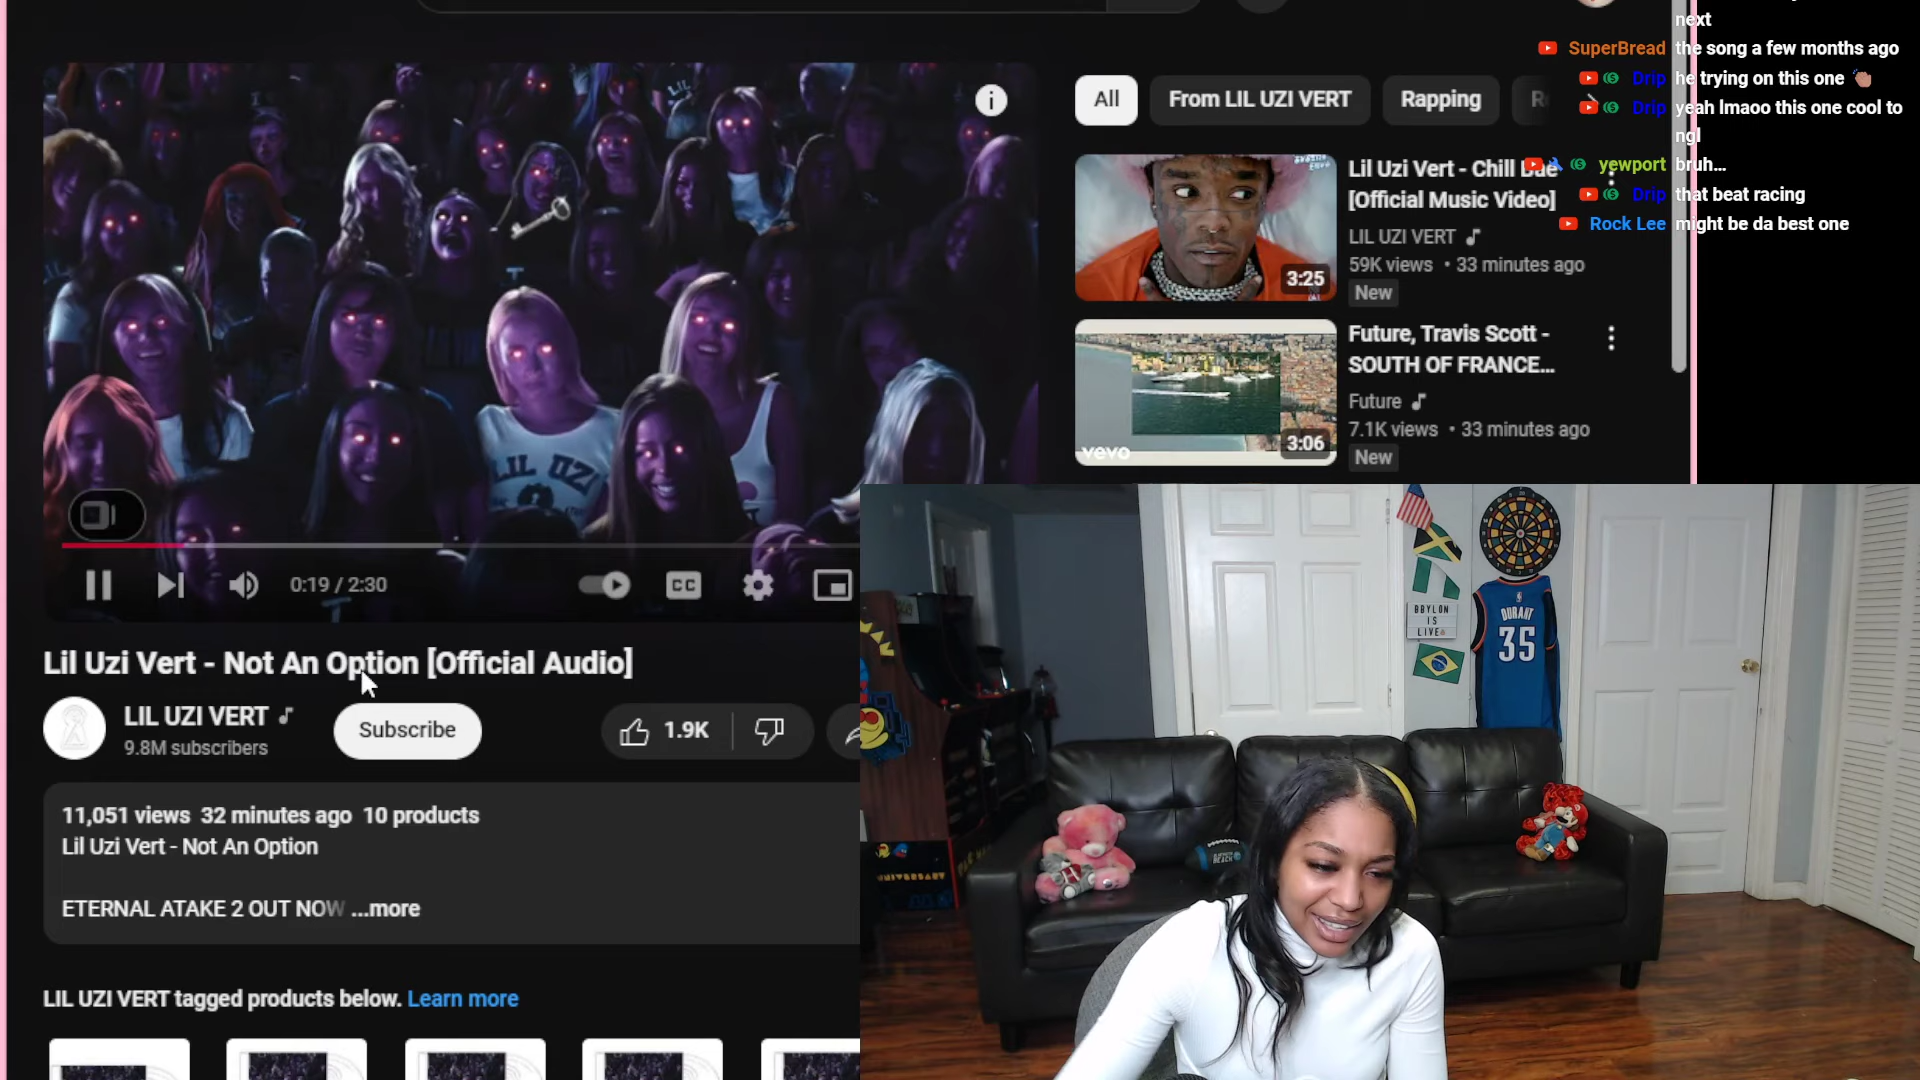 next
SuperBread the song a few months ago
Drip he trying on this one
Drip yeah lmaoo this one cool to
ngl
yewport bruh...
Drip that beat racing
Rock Lee might be da best one
All
From LIL UZI VERT
Rapping
Lil Uzi Vert - Chill Bae
[Official Music Video]
LIL UZI VERT
59K views • 33 minutes ago
New
3:25
Future, Travis Scott -
SOUTH OF FRANCE...
Future
7.1K views • 33 minutes ago
New
3:06
vevo
LIL UZI
0:19 / 2:30
CC
Lil Uzi Vert - Not An Option [Official Audio]
LIL UZI VERT
9.8M subscribers
Subscribe
1.9K
11,051 views 32 minutes ago 10 products
Lil Uzi Vert - Not An Option
ETERNAL ATAKE 2 OUT NOW ...more
LIL UZI VERT tagged products below. Learn more
BBYLON
IS
LIVE
DURANT
35